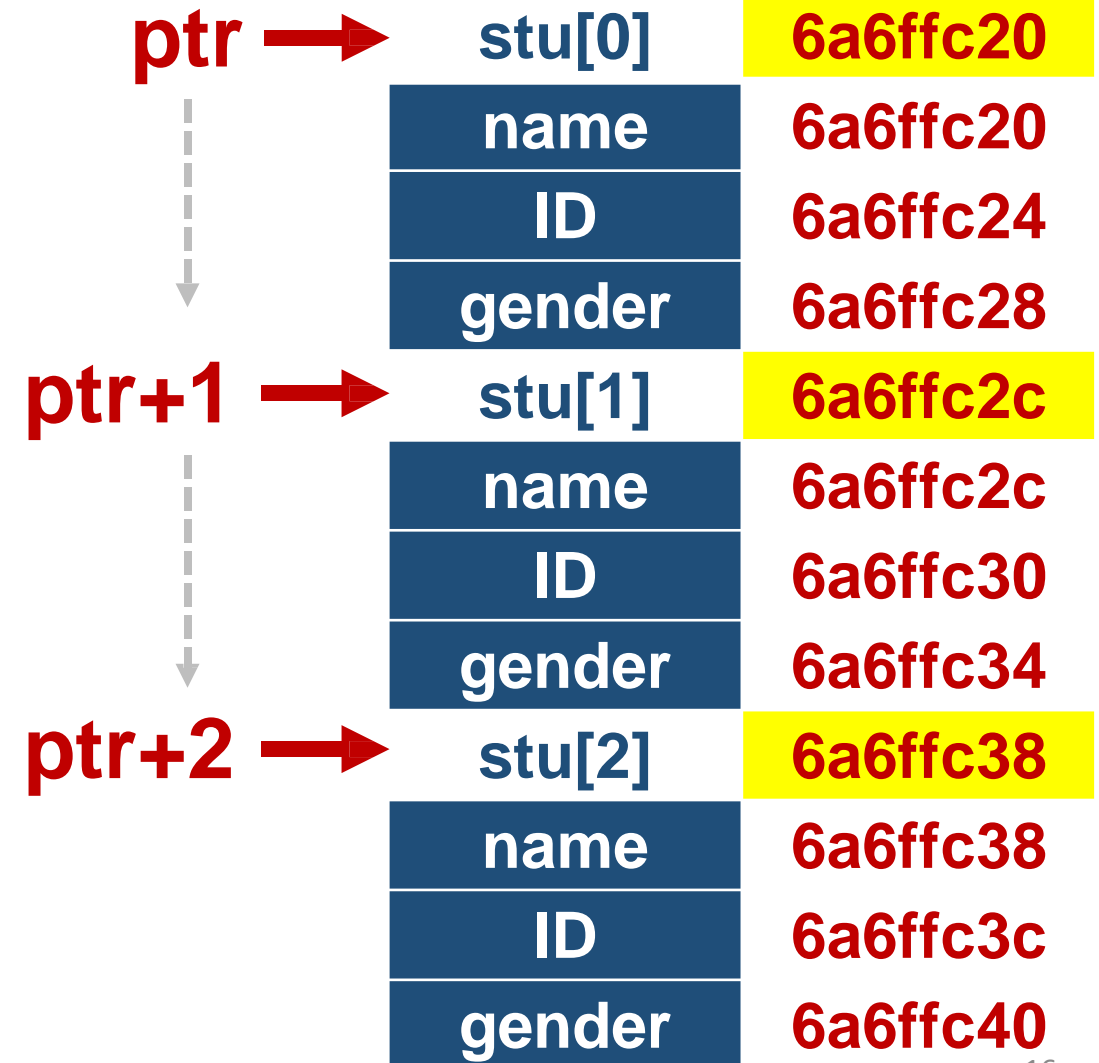 ptr stu[0] 6a6ffc20
name 6a6ffc20
ID 6a6ffc24
gender 6a6ffc28
ptr+1 stu[1] 6a6ffc2c
name 6a6ffc2c
ID 6a6ffc30
gender 6a6ffc34
ptr+2 stu[2] 6a6ffc38
name 6a6ffc38
ID 6a6ffc3c
gender 6a6ffc40